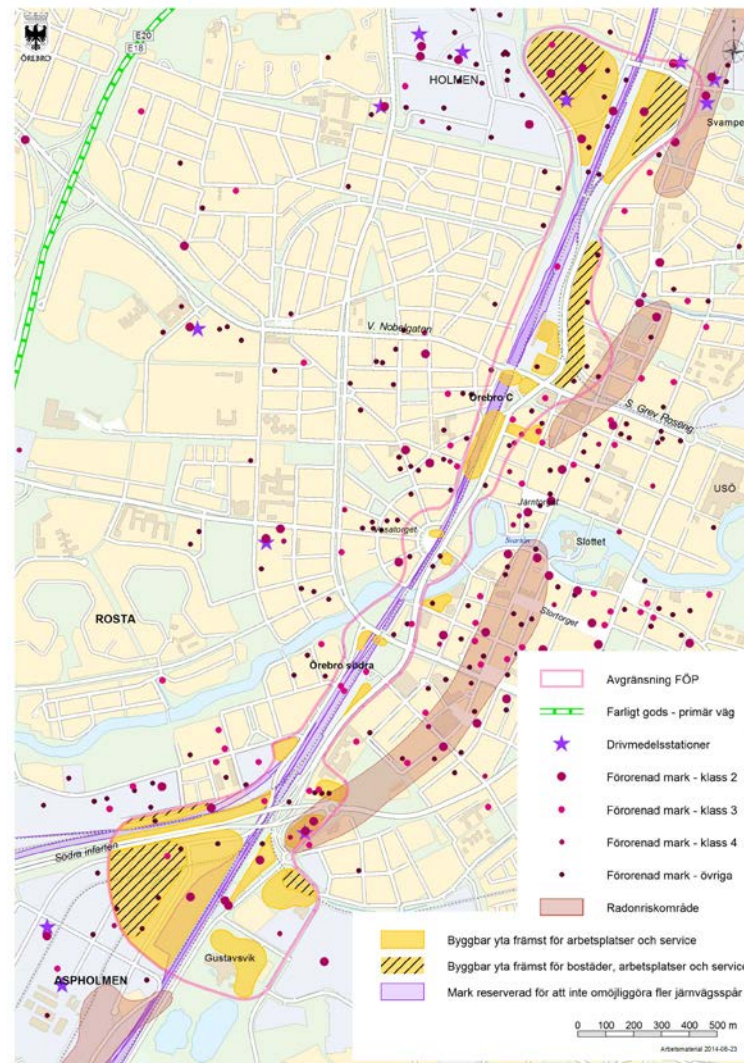 ÖREBRO
E20
E18
HOLMEN
Svampe
V. Nobelgatan
Örebro C
S. Grev Roseng
USÖ
Järntorget
Vasatorget
Svartån
Slottet
ROSTA
Stortorget
Örebro södra
Södra infarten
Gustavsvik
ASPHOLMEN
Avgränsning FÖP
Farligt gods - primär väg
Drivmedelsstationer
Förorenad mark - klass 2
Förorenad mark - klass 3
Förorenad mark - klass 4
Förorenad mark - övriga
Radonriskområde
Byggbar yta främst för arbetsplatser och service
Byggbar yta främst för bostäder, arbetsplatser och service
Mark reserverad för att inte omöjliggöra fler järnvägsspår
0 100 200 300 400 500 m
Arbetsmaterial 2014-06-23